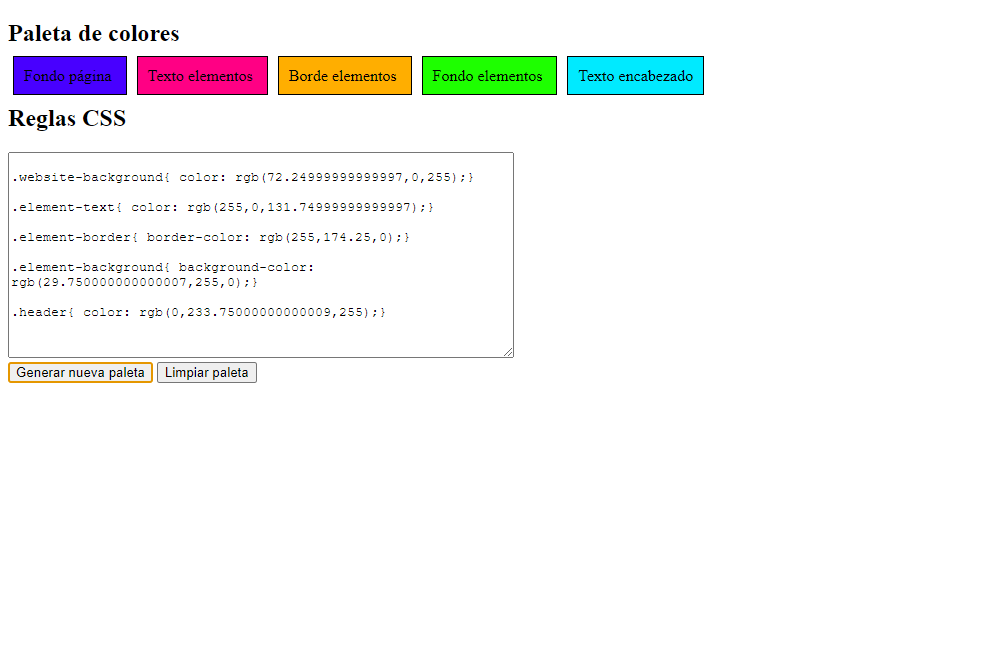 Paleta de colores
Fondo página Texto elementos Borde elementos Fondo elementos Texto encabezado
Reglas CSS
.website-background{ color: rgb(72.24999999999997,0,255);}
.element-text{ color: rgb(255,0,131.74999999999997);}
.element-border{ border-color: rgb(255,174.25,0);}
.element-background{ background-color:
rgb(29.750000000000007,255,0);}
.header{ color: rgb(0,233.75000000000009,255);}
Generar nueva paleta Limpiar paleta